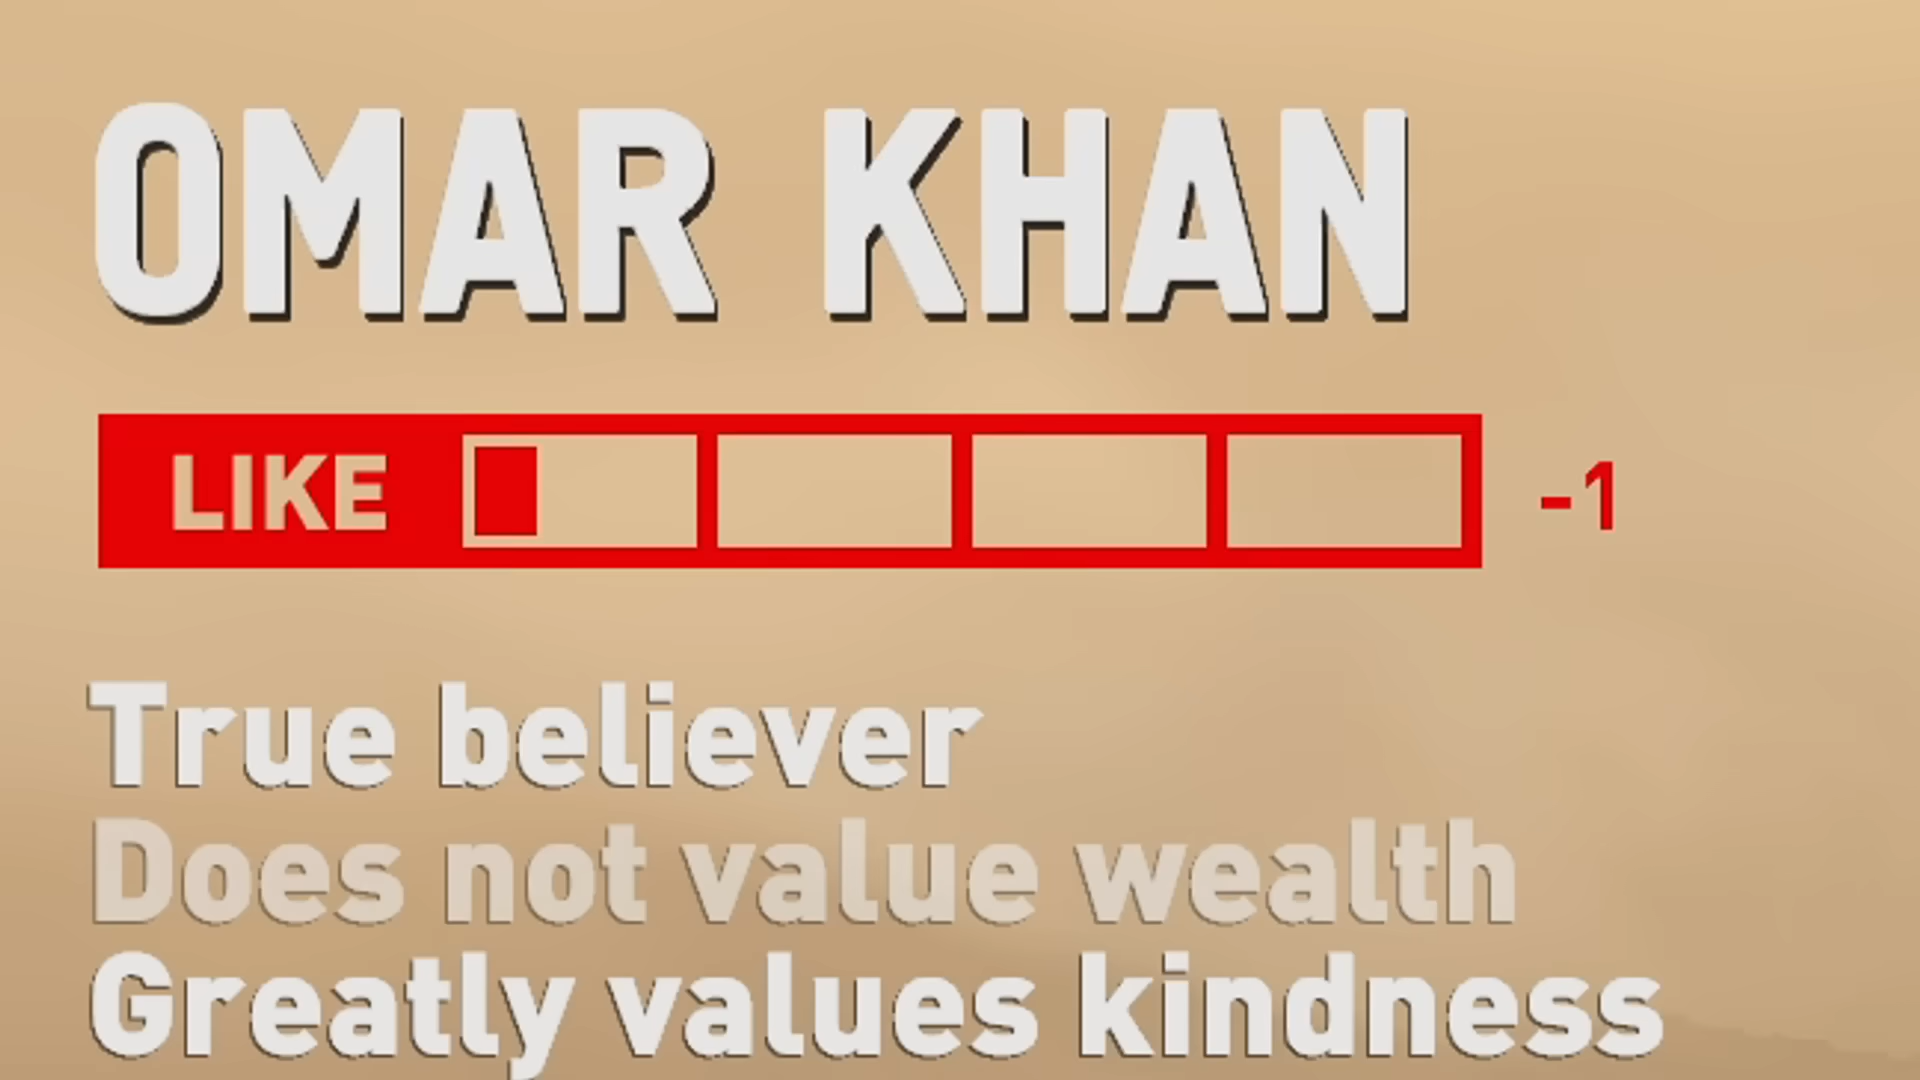 OMAR KHAN
LIKE -1
True believer
Does not value wealth
Greatly values kindness